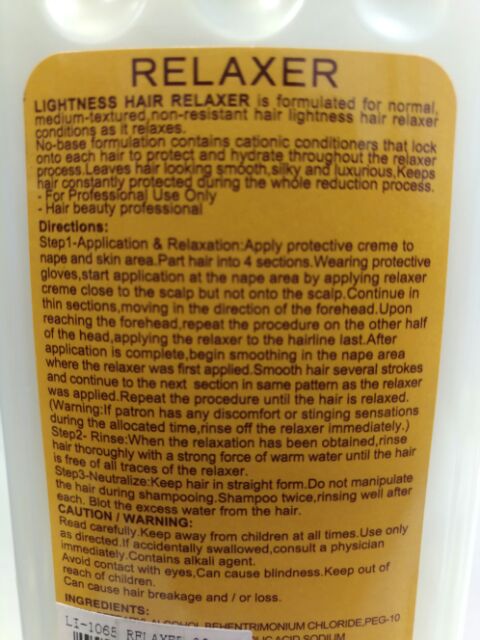 RELAXER
LIGHTNESS HAIR RELAXER is formulated for normal,
medium-textured,non-resistant hair lightness hair relaxer
conditions as it relaxes.
No-base formulation contains cationic conditioners that lock
onto each hair to protect and hydrate throughout the relaxer
process.Leaves hair looking smooth,silky and luxurious,Keeps
hair constantly protected during the whole reduction process.
- For Professional Use Only
- Hair beauty professional
Directions:
Step1-Application & Relaxation:Apply protective creme to
nape and skin area.Part hair into 4 sections.Wearing protective
gloves,start application at the nape area by applying relaxer
creme close to the scalp but not onto the scalp.Continue in
thin sections,moving in the direction of the forehead.Upon
reaching the forehead,repeat the procedure on the other half
of the head,applying the relaxer to the hairline last.After
application is complete,begin smoothing in the nape area
where the relaxer was first applied.Smooth hair several strokes
and continue to the next section in same pattern as the relaxer
was applied.Repeat the procedure until the hair is relaxed.
(Warning:If patron has any discomfort or stinging sensations
during the allocated time,rinse off the relaxer immediately.)
Step2- Rinse:When the relaxation has been obtained,rinse
hair thoroughly with a strong force of warm water until the hair
is free of all traces of the relaxer.
Step3-Neutralize:Keep hair in straight form.Do not manipulate
the hair during shampooing.Shampoo twice,rinsing well after
each. Blot the excess water from the hair.
CAUTION / WARNING:
Read carefully.Keep away from children at all times.Use only
as directed.If accidentally swallowed,consult a physician
immediately.Contains alkali agent.
Avoid contact with eyes,Can cause blindness.Keep out of
reach of children.
Can cause hair breakage and / or loss.
INGREDIENTS:
BEHENTRIMONIUM CHLORIDE,PEG-10
LI-1065 RELAXER
ACID,SODIUM